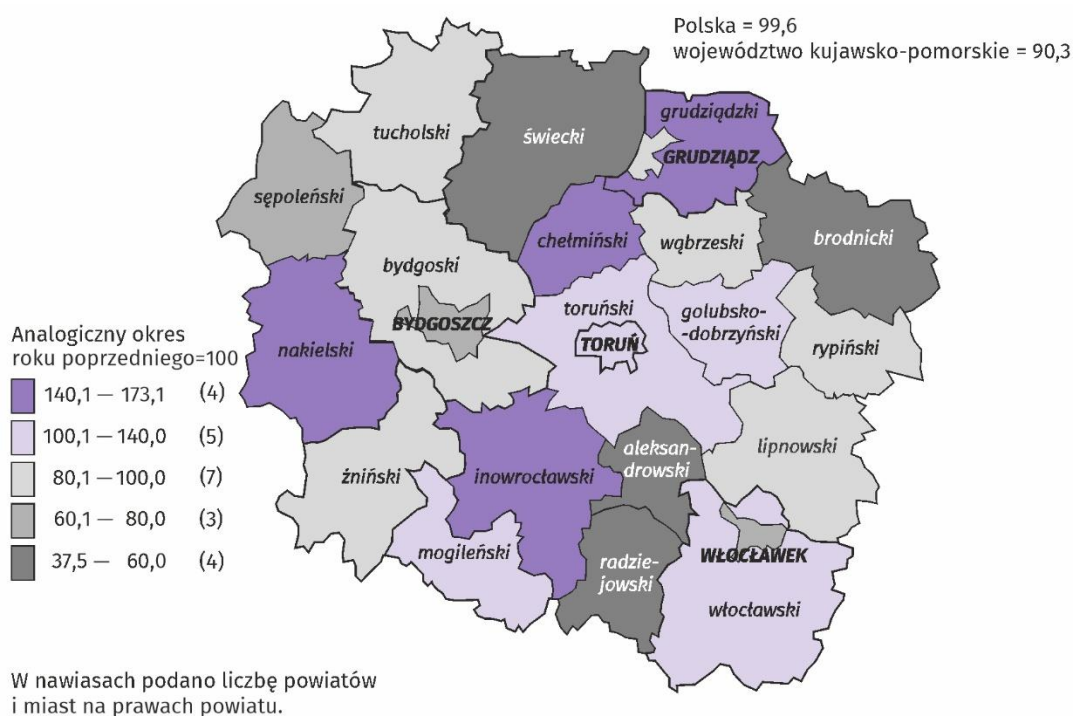 Polska = 99,6
województwo kujawsko-pomorskie = 90,3
tucholski
świecki
grudziądzki
GRUDZIĄDZ
sępoleński
chełmiński
wąbrzeski
brodnicki
bydgoski
BYDGOSZCZ
toruński
TORUŃ
golubsko-
-dobrzyński
rypiński
nakielski
aleksan-
drowski
lipnowski
żniński
inowrocławski
mogileński
radzie-
jowski
WŁOCŁAWEK
włocławski
Analogiczny okres
roku poprzedniego=100
140,1 — 173,1 (4)
100,1 — 140,0 (5)
80,1 — 100,0 (7)
60,1 — 80,0 (3)
37,5 — 60,0 (4)
W nawiasach podano liczbę powiatów
i miast na prawach powiatu.